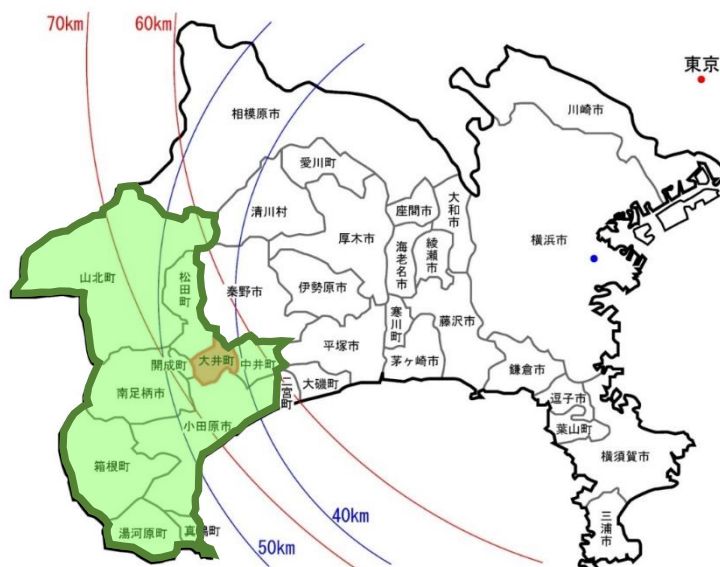 70km
60km
東京
川崎市
相模原市
愛川町
清川村
座間市
大和市
厚木市
横浜市
海老名市
綾瀬市
山北町
松田町
秦野市
伊勢原市
寒川町
藤沢市
平塚市
開成町
大井町
中井町
茅ヶ崎市
鎌倉市
大磯町
二宮町
南足柄市
逗子市
小田原市
葉山町
横須賀市
箱根町
40km
三浦市
湯河原町
真鶴町
50km